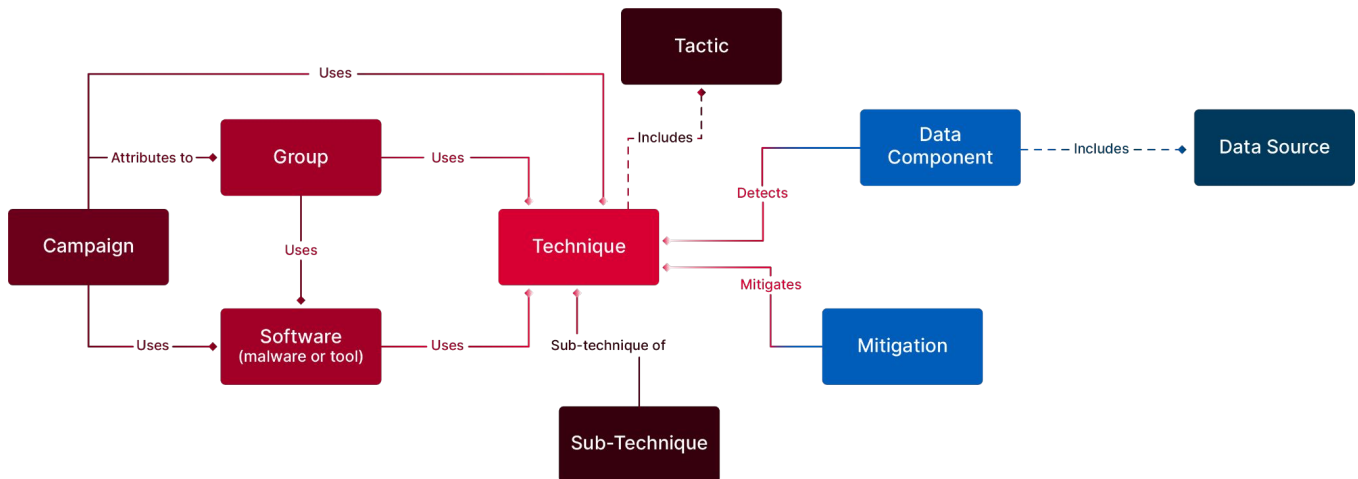 Tactic
Uses
Includes
Data
Component
Includes
Data Source
Attributes to
Group
Uses
Detects
Campaign
Uses
Technique
Mitigates
Uses
Software
(malware or tool)
Uses
Sub-technique of
Mitigation
Sub-Technique